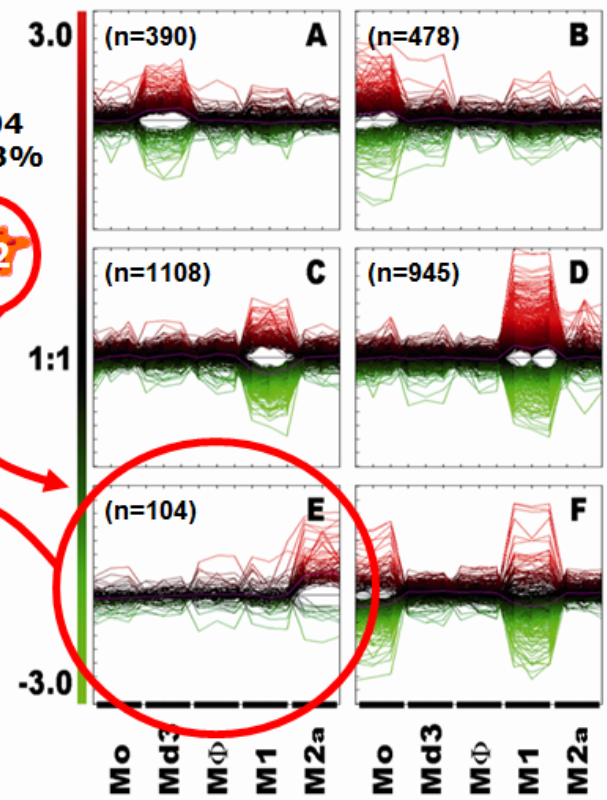 3.0
(n=390) A
(n=478) B
04
3%
2
(n=1108) C
(n=945) D
1:1
(n=104) E
F
-3.0
Mo Md3 MΦ M1 M2a
Mo Md3 MΦ M1 M2a